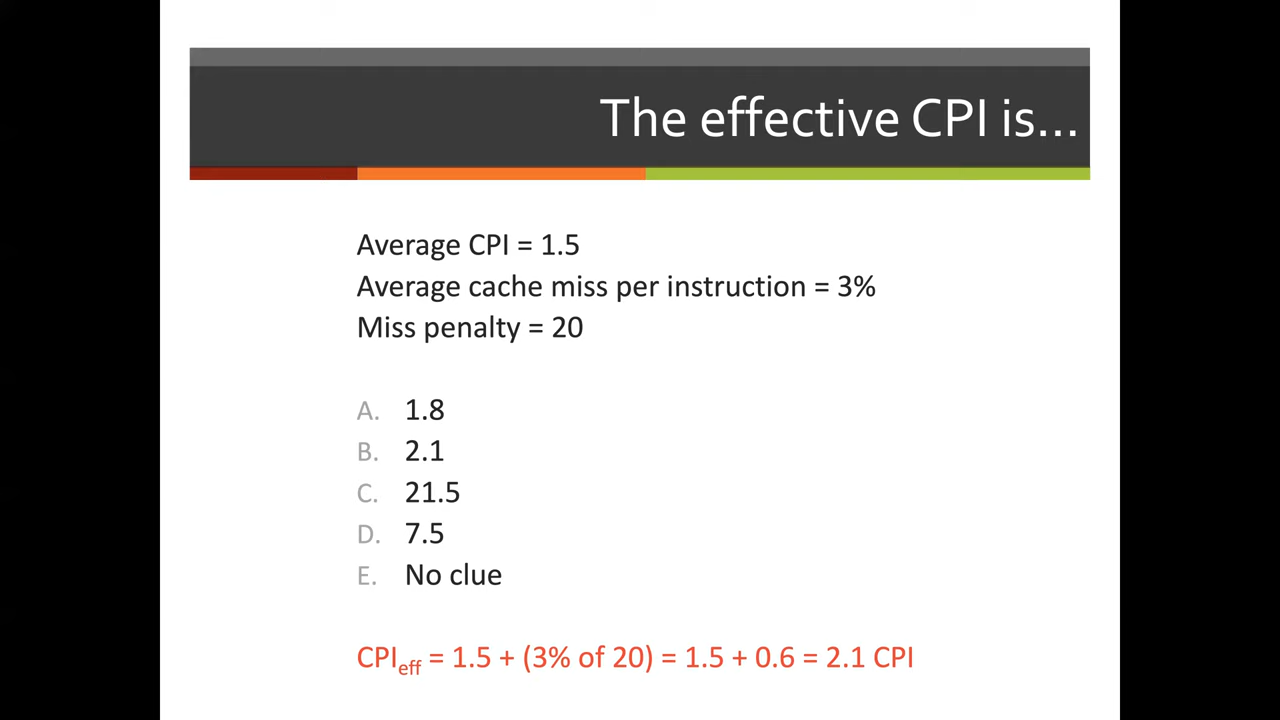 The effective CPI is...
Average CPI = 1.5
Average cache miss per instruction = 3%
Miss penalty = 20
A. 1.8
B. 2.1
C. 21.5
D. 7.5
E. No clue
CPIeff = 1.5 + (3% of 20) = 1.5 + 0.6 = 2.1 CPI